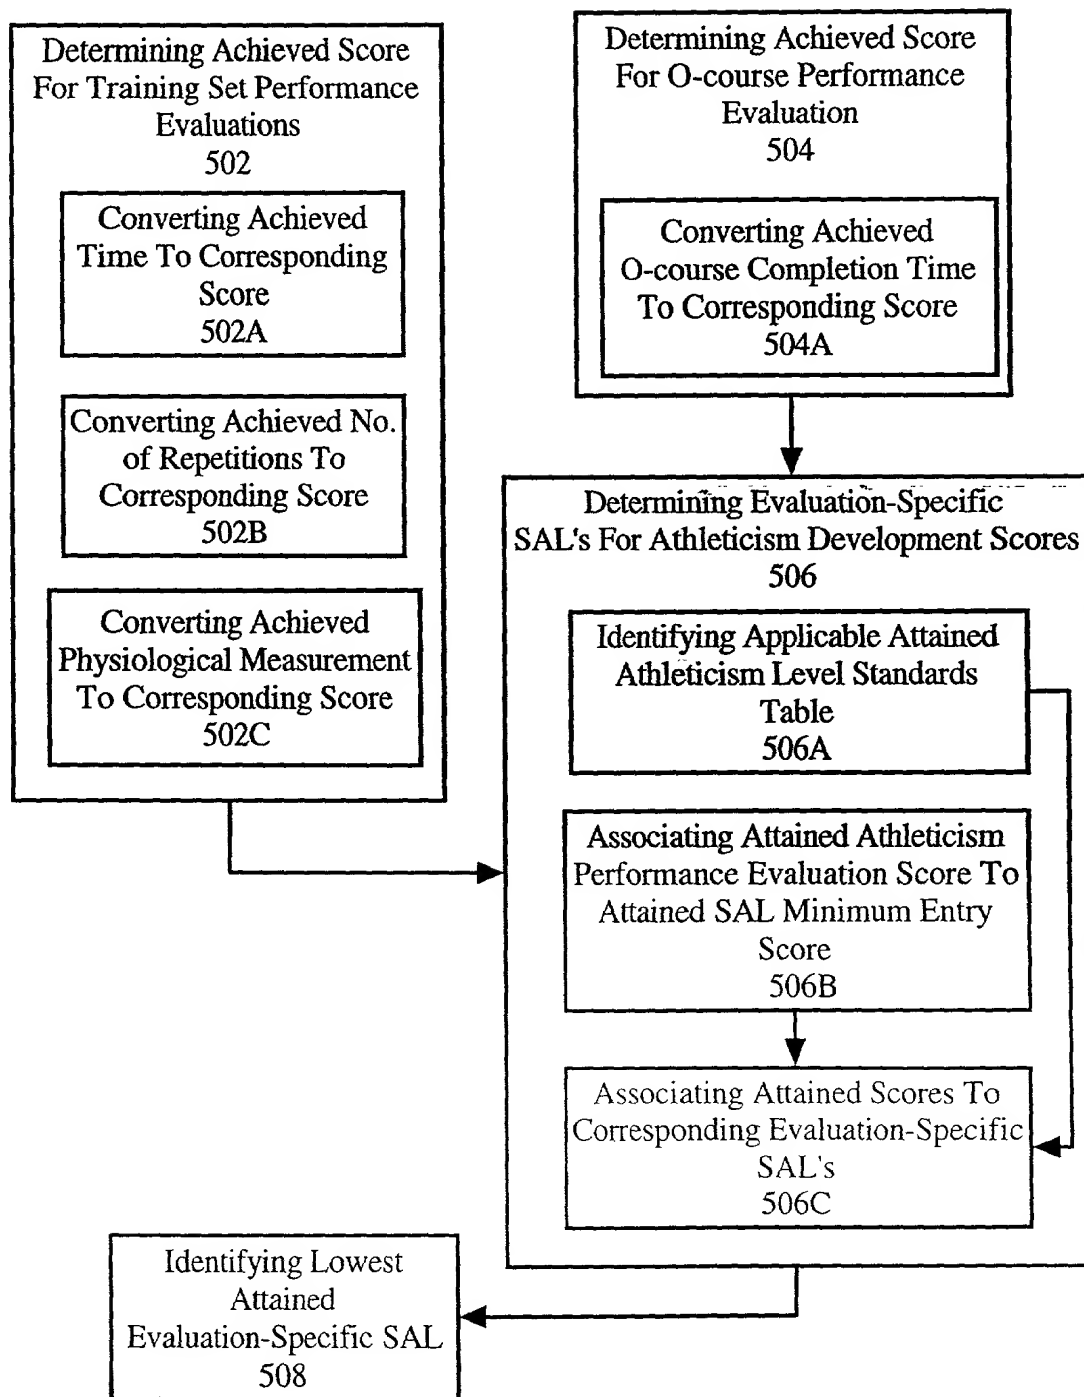 Determining Achieved Score
For Training Set Performance
Evaluations
502
Converting Achieved
Time To Corresponding
Score
502A
Converting Achieved No.
of Repetitions To
Corresponding Score
502B
Converting Achieved
Physiological Measurement
To Corresponding Score
502C
Determining Achieved Score
For O-course Performance
Evaluation
504
Converting Achieved
O-course Completion Time
To Corresponding Score
504A
Determining Evaluation-Specific
SAL's For Athleticism Development Scores
506
Identifying Applicable Attained
Athleticism Level Standards
Table
506A
Associating Attained Athleticism
Performance Evaluation Score To
Attained SAL Minimum Entry
Score
506B
Associating Attained Scores To
Corresponding Evaluation-Specific
SAL's
506C
Identifying Lowest
Attained
Evaluation-Specific SAL
508